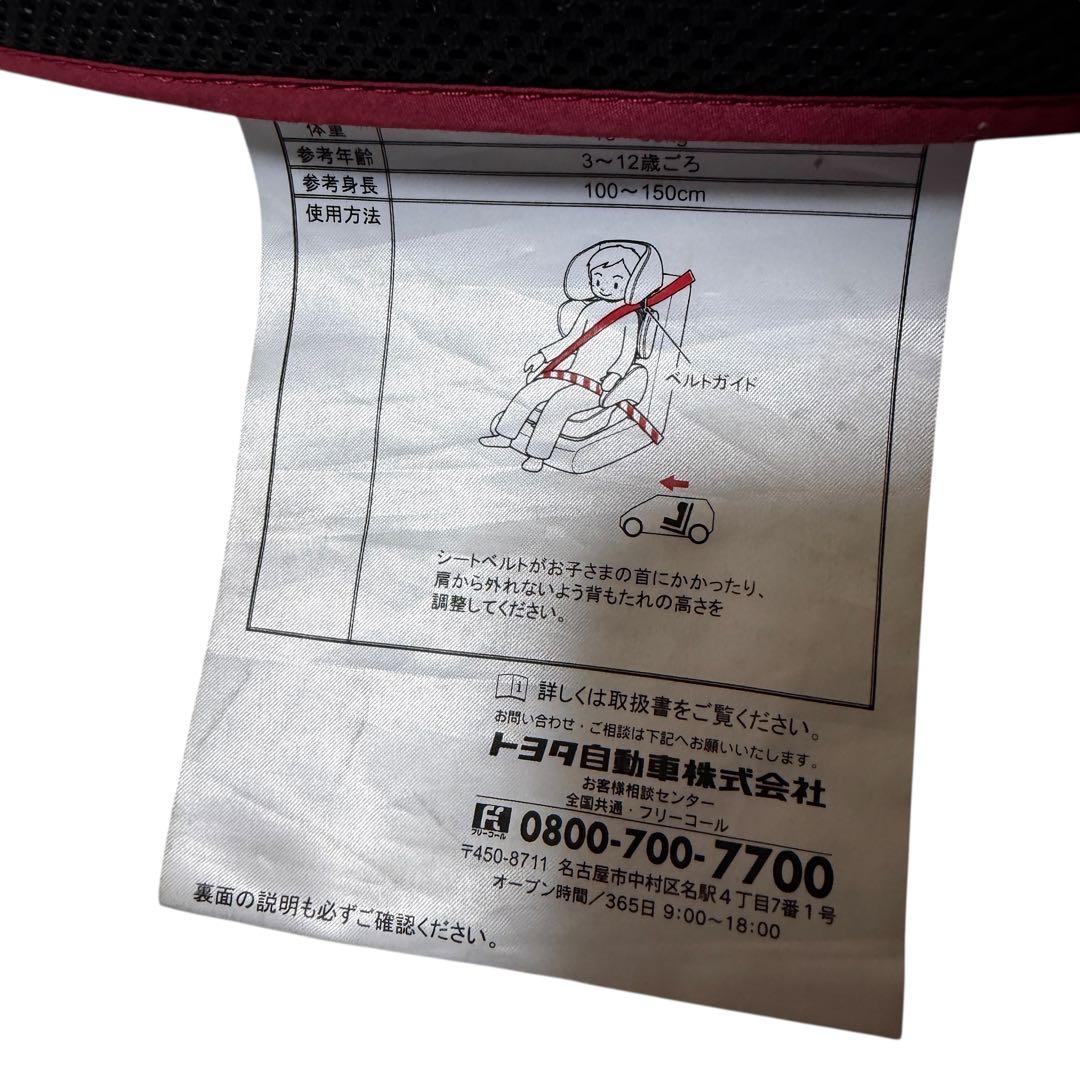 体重
参考年齢 3～12歳ごろ
参考身長 100～150cm
使用方法
ベルトガイド
シートベルトがお子さまの首にかかったり、
肩から外れないよう背もたれの高さを
調整してください。
詳しくは取扱書をご覧ください。
お問い合わせ・ご相談は下記へお願いいたします。
トヨタ自動車株式会社
お客様相談センター
全国共通・フリーコール
フリーコール 0800-700-7700
〒450-8711 名古屋市中村区名駅4丁目7番1号
オープン時間／365日 9:00～18:00
裏面の説明も必ずご確認ください。